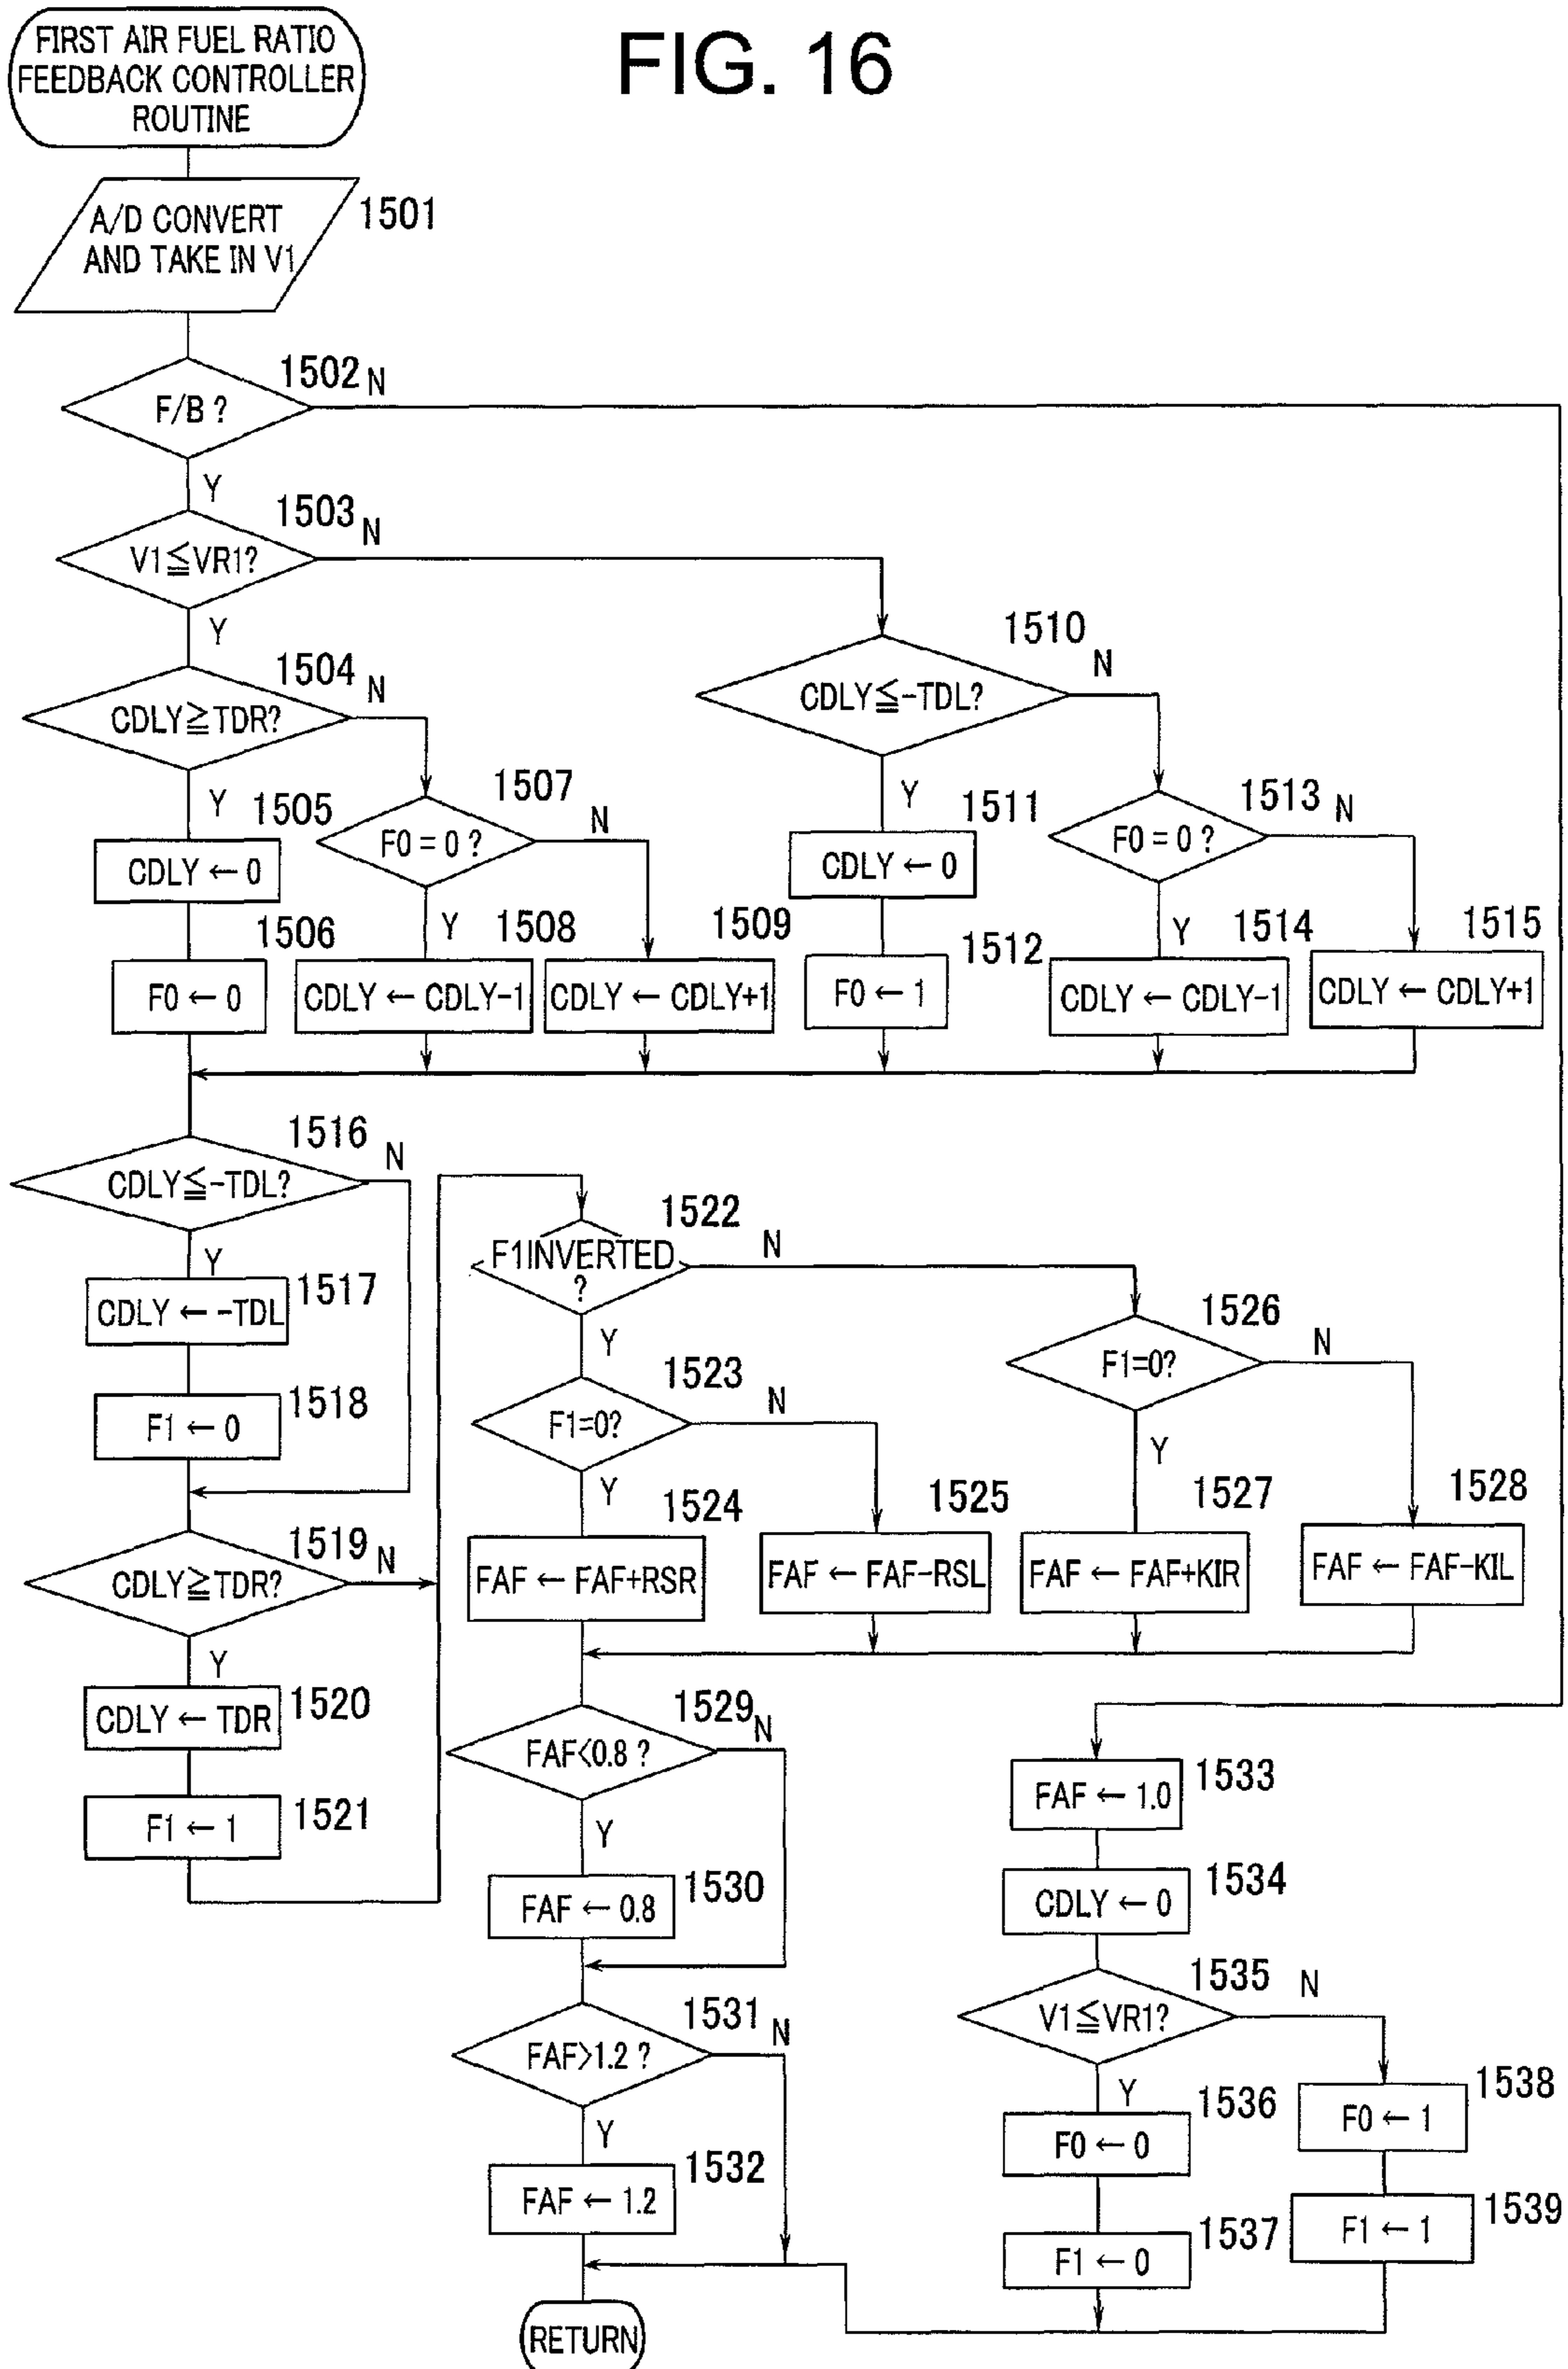 FIG. 16
FIRST AIR FUEL RATIO
FEEDBACK CONTROLLER
ROUTINE
A/D CONVERT
AND TAKE IN V1
1501
F/B ?
1502
N
Y
V1≦VR1?
1503
N
Y
CDLY≧TDR?
1504
N
Y
CDLY ← 0
1505
F0 ← 0
1506
F0 = 0 ?
1507
N
Y
CDLY ← CDLY-1
1508
CDLY ← CDLY+1
1509
CDLY≦-TDL?
1510
N
Y
CDLY ← 0
1511
F0 ← 1
1512
F0 = 0 ?
1513
N
Y
CDLY ← CDLY-1
1514
CDLY ← CDLY+1
1515
CDLY≦-TDL?
1516
N
Y
CDLY ← -TDL
1517
F1 ← 0
1518
CDLY≧TDR?
1519
N
Y
CDLY ← TDR
1520
F1 ← 1
1521
F1INVERTED
?
1522
N
Y
F1=0?
1523
N
Y
FAF ← FAF+RSR
1524
FAF ← FAF-RSL
1525
F1=0?
1526
N
Y
FAF ← FAF+KIR
1527
FAF ← FAF-KIL
1528
FAF<0.8 ?
1529
N
Y
FAF ← 0.8
1530
FAF>1.2 ?
1531
N
Y
FAF ← 1.2
1532
FAF ← 1.0
1533
CDLY ← 0
1534
V1≦VR1?
1535
N
Y
F0 ← 0
1536
F1 ← 0
1537
F0 ← 1
1538
F1 ← 1
1539
RETURN